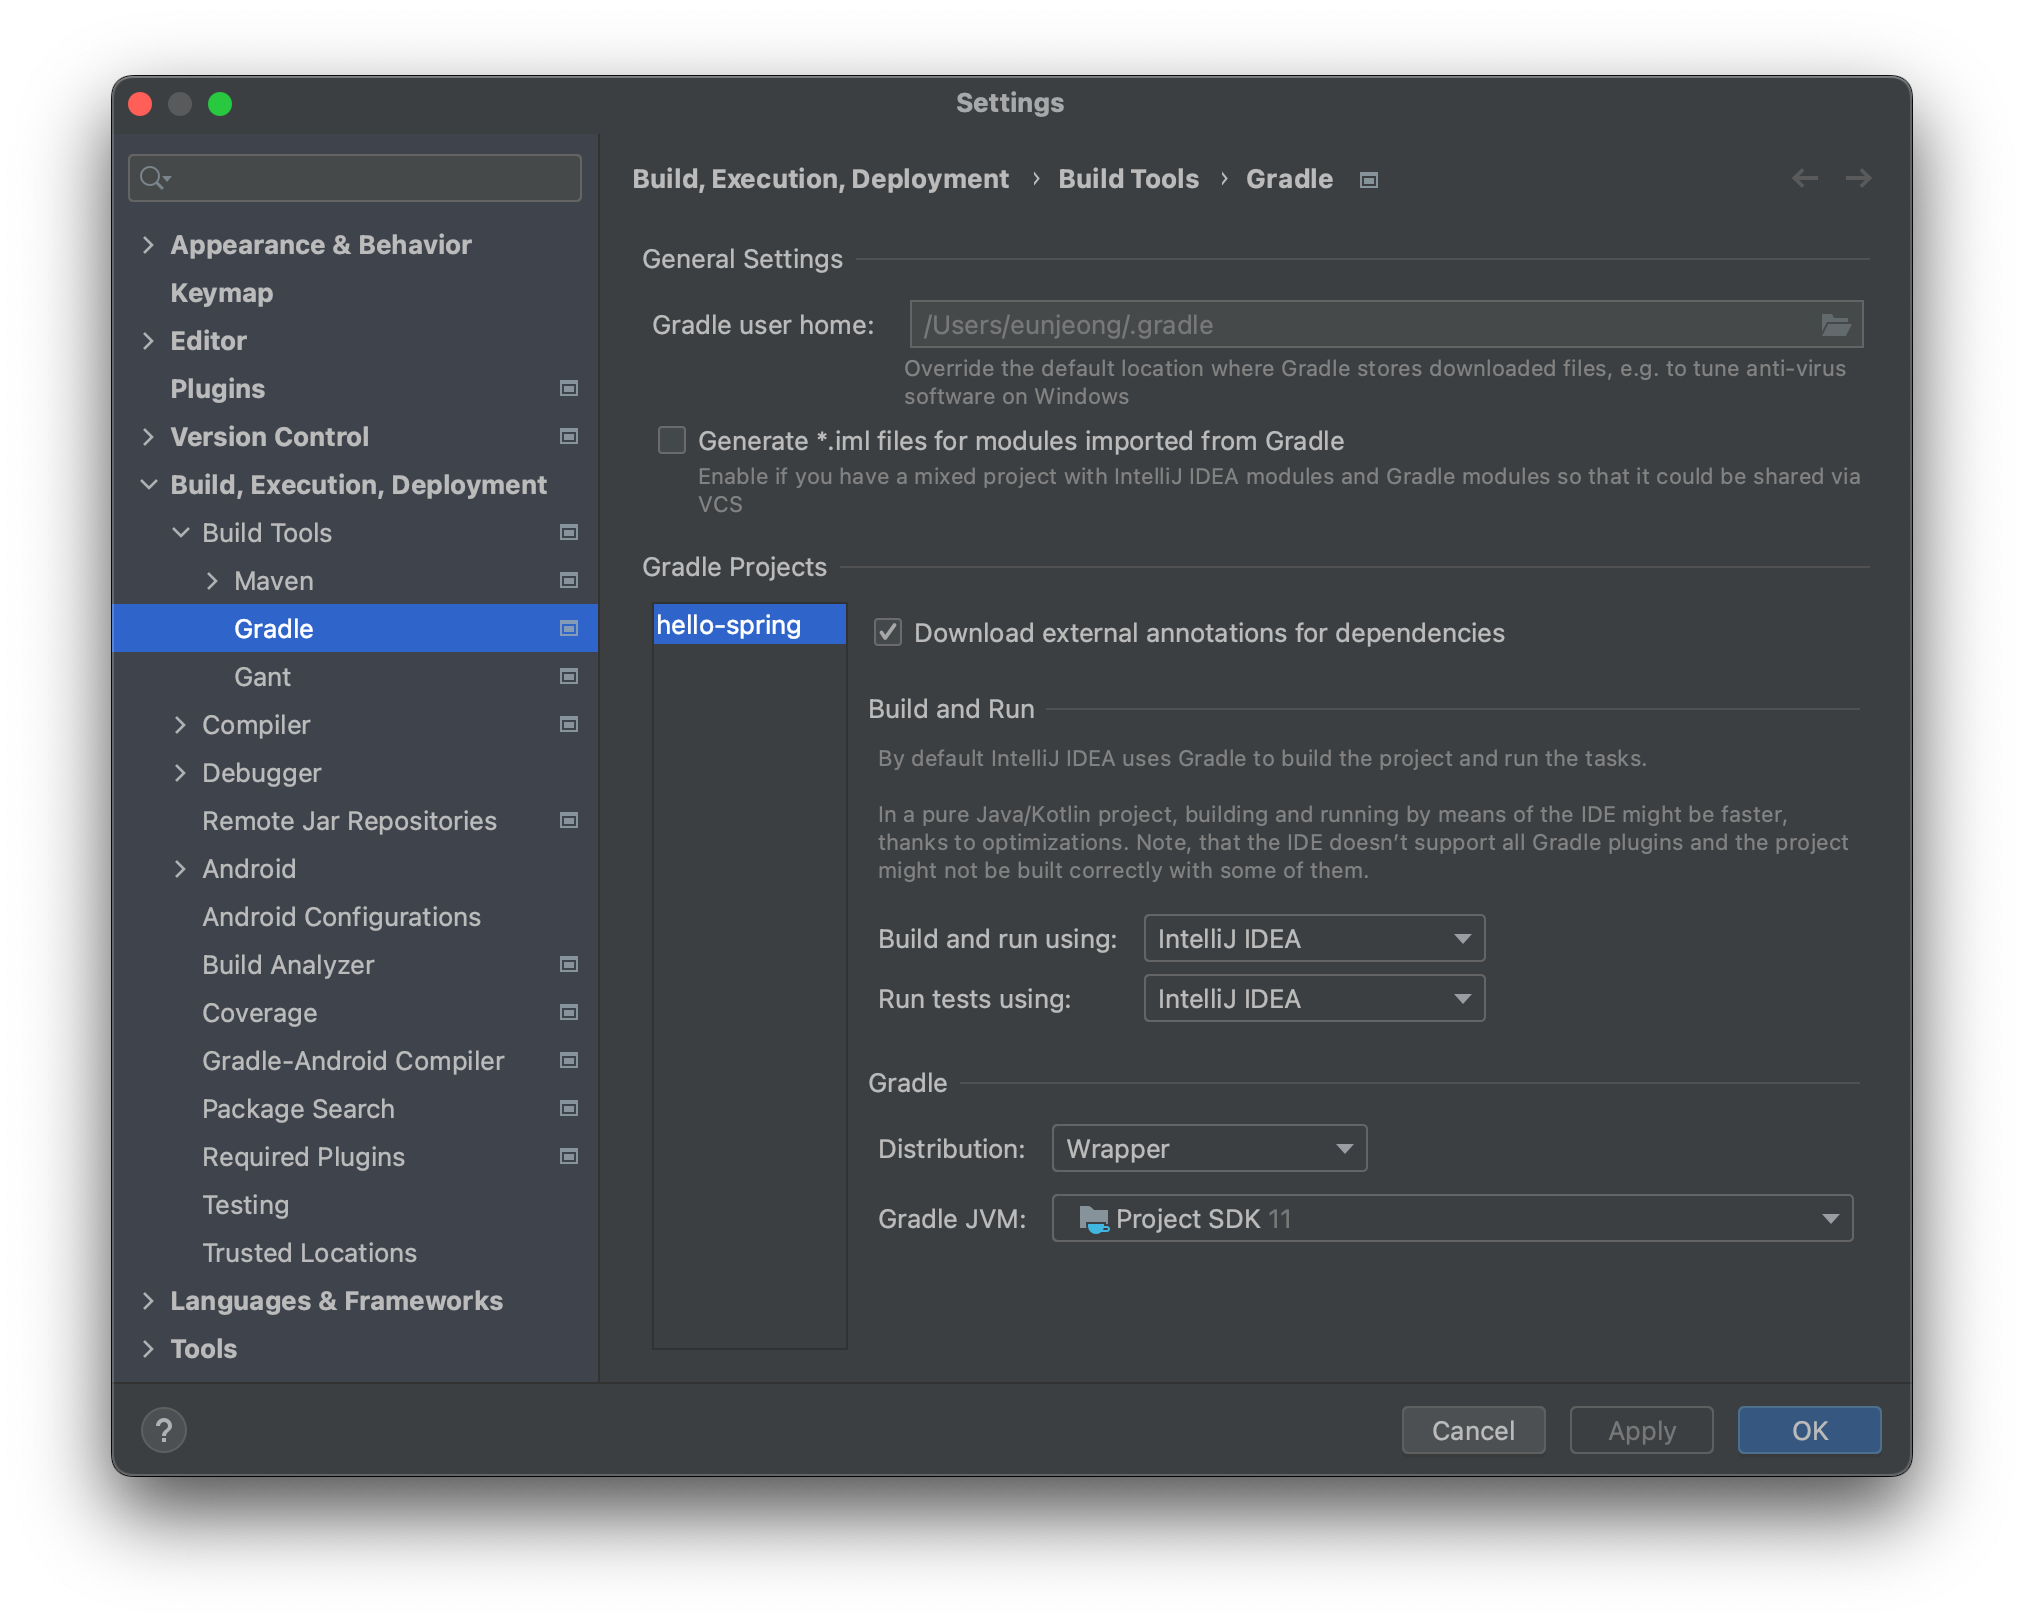 Settings
Appearance & Behavior
Keymap
Editor
Plugins
Version Control
Build, Execution, Deployment
Build Tools
Maven
Gradle
Gant
Compiler
Debugger
Remote Jar Repositories
Android
Android Configurations
Build Analyzer
Coverage
Gradle-Android Compiler
Package Search
Required Plugins
Testing
Trusted Locations
Languages & Frameworks
Tools
Build, Execution, Deployment › Build Tools › Gradle
General Settings
Gradle user home: /Users/eunjeong/.gradle
Override the default location where Gradle stores downloaded files, e.g. to tune anti-virus
software on Windows
Generate *.iml files for modules imported from Gradle
Enable if you have a mixed project with IntelliJ IDEA modules and Gradle modules so that it could be shared via
VCS
Gradle Projects
hello-spring
Download external annotations for dependencies
Build and Run
By default IntelliJ IDEA uses Gradle to build the project and run the tasks.
In a pure Java/Kotlin project, building and running by means of the IDE might be faster,
thanks to optimizations. Note, that the IDE doesn't support all Gradle plugins and the project
might not be built correctly with some of them.
Build and run using: IntelliJ IDEA
Run tests using: IntelliJ IDEA
Gradle
Distribution: Wrapper
Gradle JVM: Project SDK 11
?
Cancel
Apply
OK